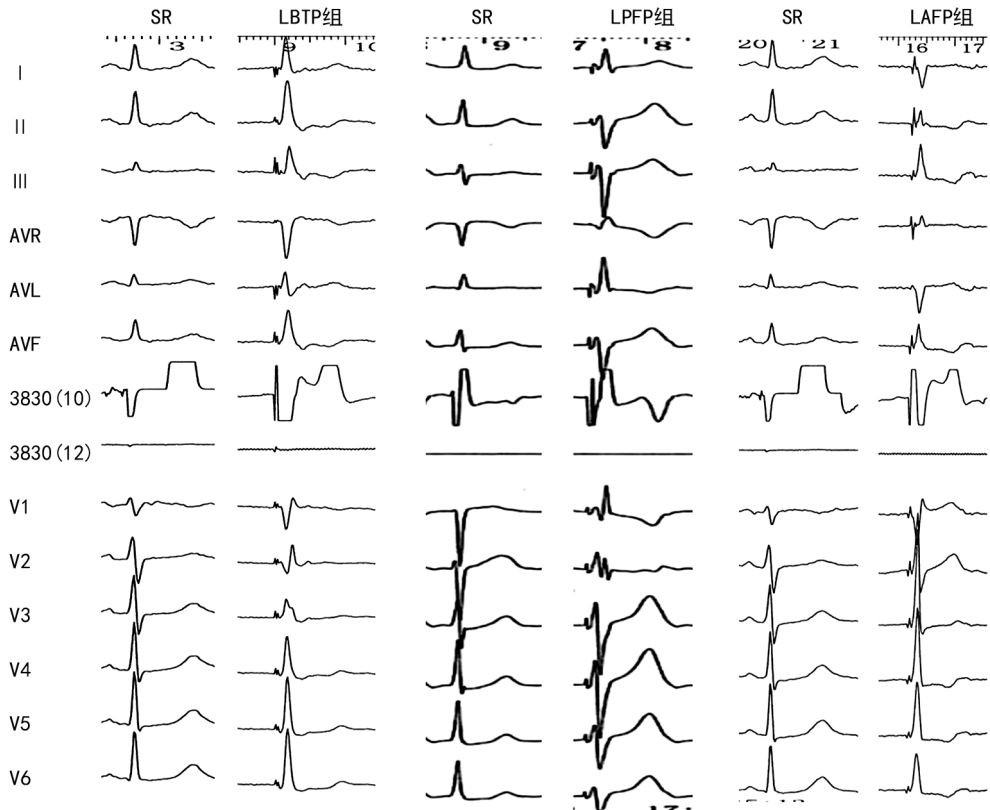 SR LBTP组 SR LPFP组 SR LAFP组
3 9 10 9 7 8 20 21 16 17
I
II
III
AVR
AVL
AVF
3830(10)
3830(12)
V1
V2
V3
V4
V5
V6